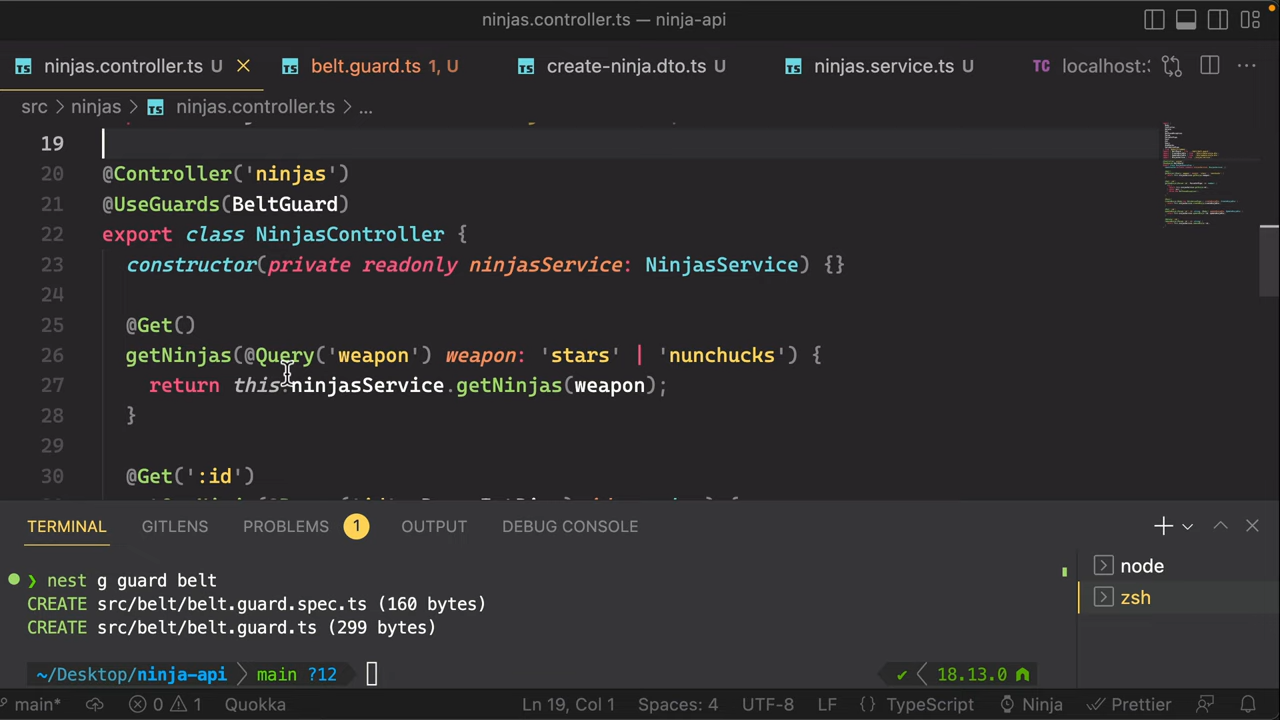 ninjas.controller.ts — ninja-api
TS ninjas.controller.ts U TS belt.guard.ts 1, U TS create-ninja.dto.ts U TS ninjas.service.ts U TC localhost:
src > ninjas > TS ninjas.controller.ts > ...
19
20 @Controller('ninjas')
21 @UseGuards(BeltGuard)
22 export class NinjasController {
23 constructor(private readonly ninjasService: NinjasService) {}
24
25 @Get()
26 getNinjas(@Query('weapon') weapon: 'stars' | 'nunchucks') {
27 return this.ninjasService.getNinjas(weapon);
28 }
29
30 @Get(':id')
TERMINAL GITLENS PROBLEMS 1 OUTPUT DEBUG CONSOLE
❯ nest g guard belt
CREATE src/belt/belt.guard.spec.ts (160 bytes)
CREATE src/belt/belt.guard.ts (299 bytes)
~/Desktop/ninja-api main ?12 ✔ 18.13.0
node
zsh
main* 0 1 Quokka Ln 19, Col 1 Spaces: 4 UTF-8 LF {} TypeScript Ninja Prettier